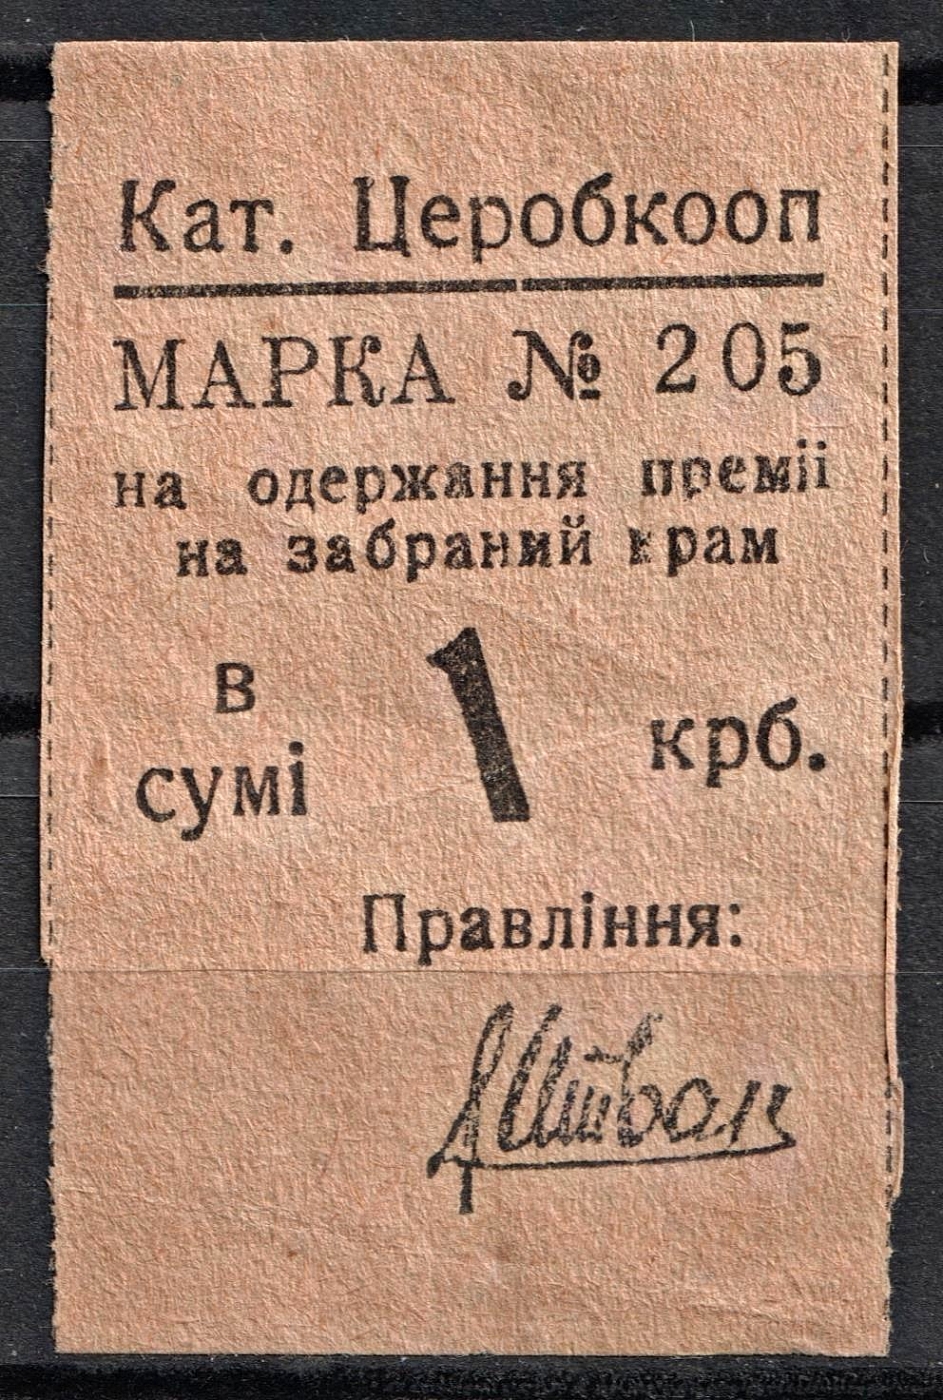 Кат. Церобкооп
МАРКА № 205
на одержання премії
на забраний крам
в сумі 1 крб.
Правління: